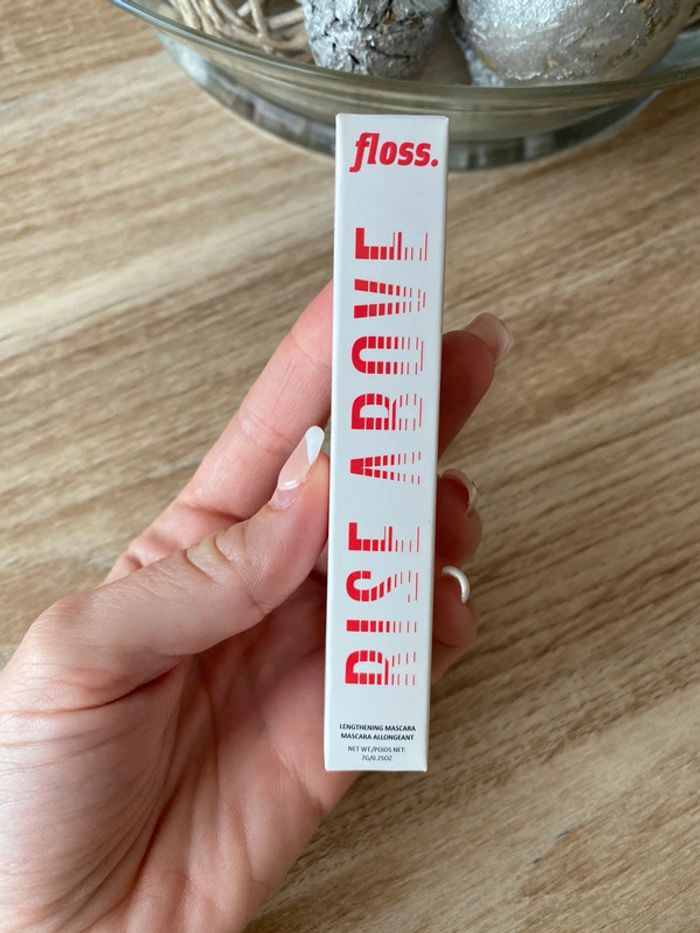 floss.
RISE ABOVE
LENGTHENING MASCARA
MASCARA ALLONGEANT
NET WT./POIDS NET:
7G/0.25OZ